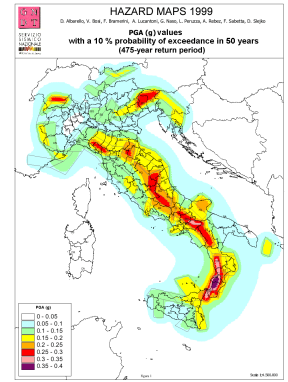 HAZARD MAPS 1999
D. Albarello, V. Bosi, F. Bramerini, A. Lucantoni, G. Naso, L. Peruzza, A. Rebez, F. Sabetta, D. Slejko
SERVIZIO
SISMICO
NAZIONALE
PGA (g) values
with a 10 % probability of exceedance in 50 years
(475-year return period)
PGA (g)
0 - 0.05
0.05 - 0.1
0.1 - 0.15
0.15 - 0.2
0.2 - 0.25
0.25 - 0.3
0.3 - 0.35
0.35 - 0.4
Figure 1